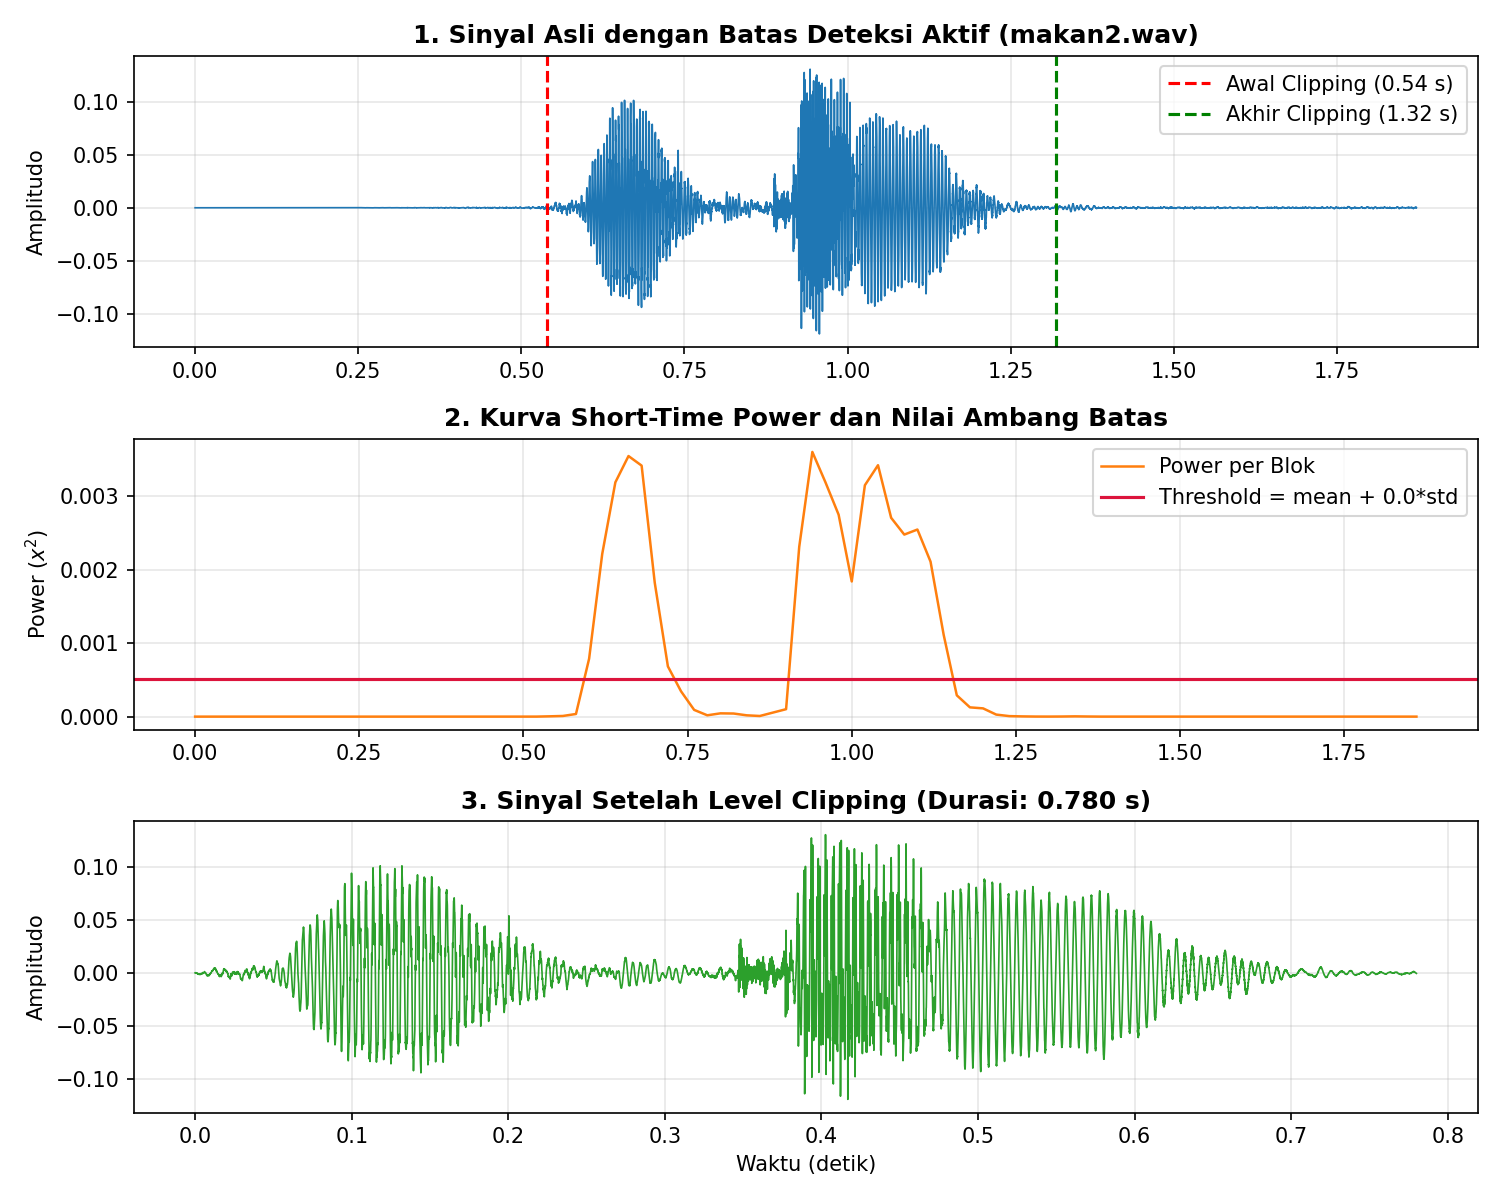 1. Sinyal Asli dengan Batas Deteksi Aktif (makan2.wav)
Amplitudo
0.10
0.05
0.00
−0.05
−0.10
Awal Clipping (0.54 s)
Akhir Clipping (1.32 s)
0.00 0.25 0.50 0.75 1.00 1.25 1.50 1.75
2. Kurva Short-Time Power dan Nilai Ambang Batas
Power (x²)
0.003
0.002
0.001
0.000
Power per Blok
Threshold = mean + 0.0*std
0.00 0.25 0.50 0.75 1.00 1.25 1.50 1.75
3. Sinyal Setelah Level Clipping (Durasi: 0.780 s)
Amplitudo
0.10
0.05
0.00
−0.05
−0.10
0.0 0.1 0.2 0.3 0.4 0.5 0.6 0.7 0.8
Waktu (detik)